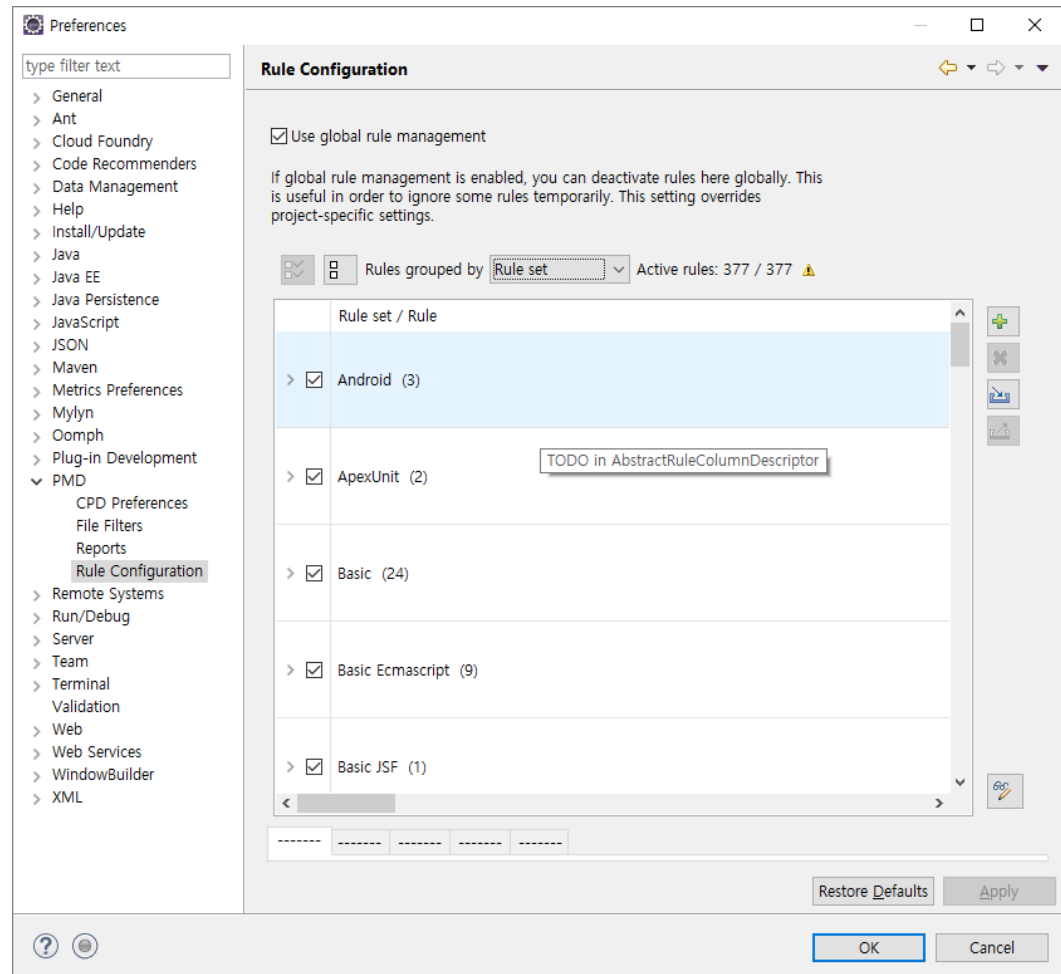 Preferences
type filter text
Rule Configuration
General
Ant
Cloud Foundry
Code Recommenders
Data Management
Help
Install/Update
Java
Java EE
Java Persistence
JavaScript
JSON
Maven
Metrics Preferences
Mylyn
Oomph
Plug-in Development
PMD
CPD Preferences
File Filters
Reports
Rule Configuration
Remote Systems
Run/Debug
Server
Team
Terminal
Validation
Web
Web Services
WindowBuilder
XML
Use global rule management
If global rule management is enabled, you can deactivate rules here globally. This
is useful in order to ignore some rules temporarily. This setting overrides
project-specific settings.
Rules grouped by Rule set Active rules: 377 / 377
Rule set / Rule
Android (3)
TODO in AbstractRuleColumnDescriptor
ApexUnit (2)
Basic (24)
Basic Ecmascript (9)
Basic JSF (1)
------- ------- ------- ------- -------
Restore Defaults Apply
OK Cancel